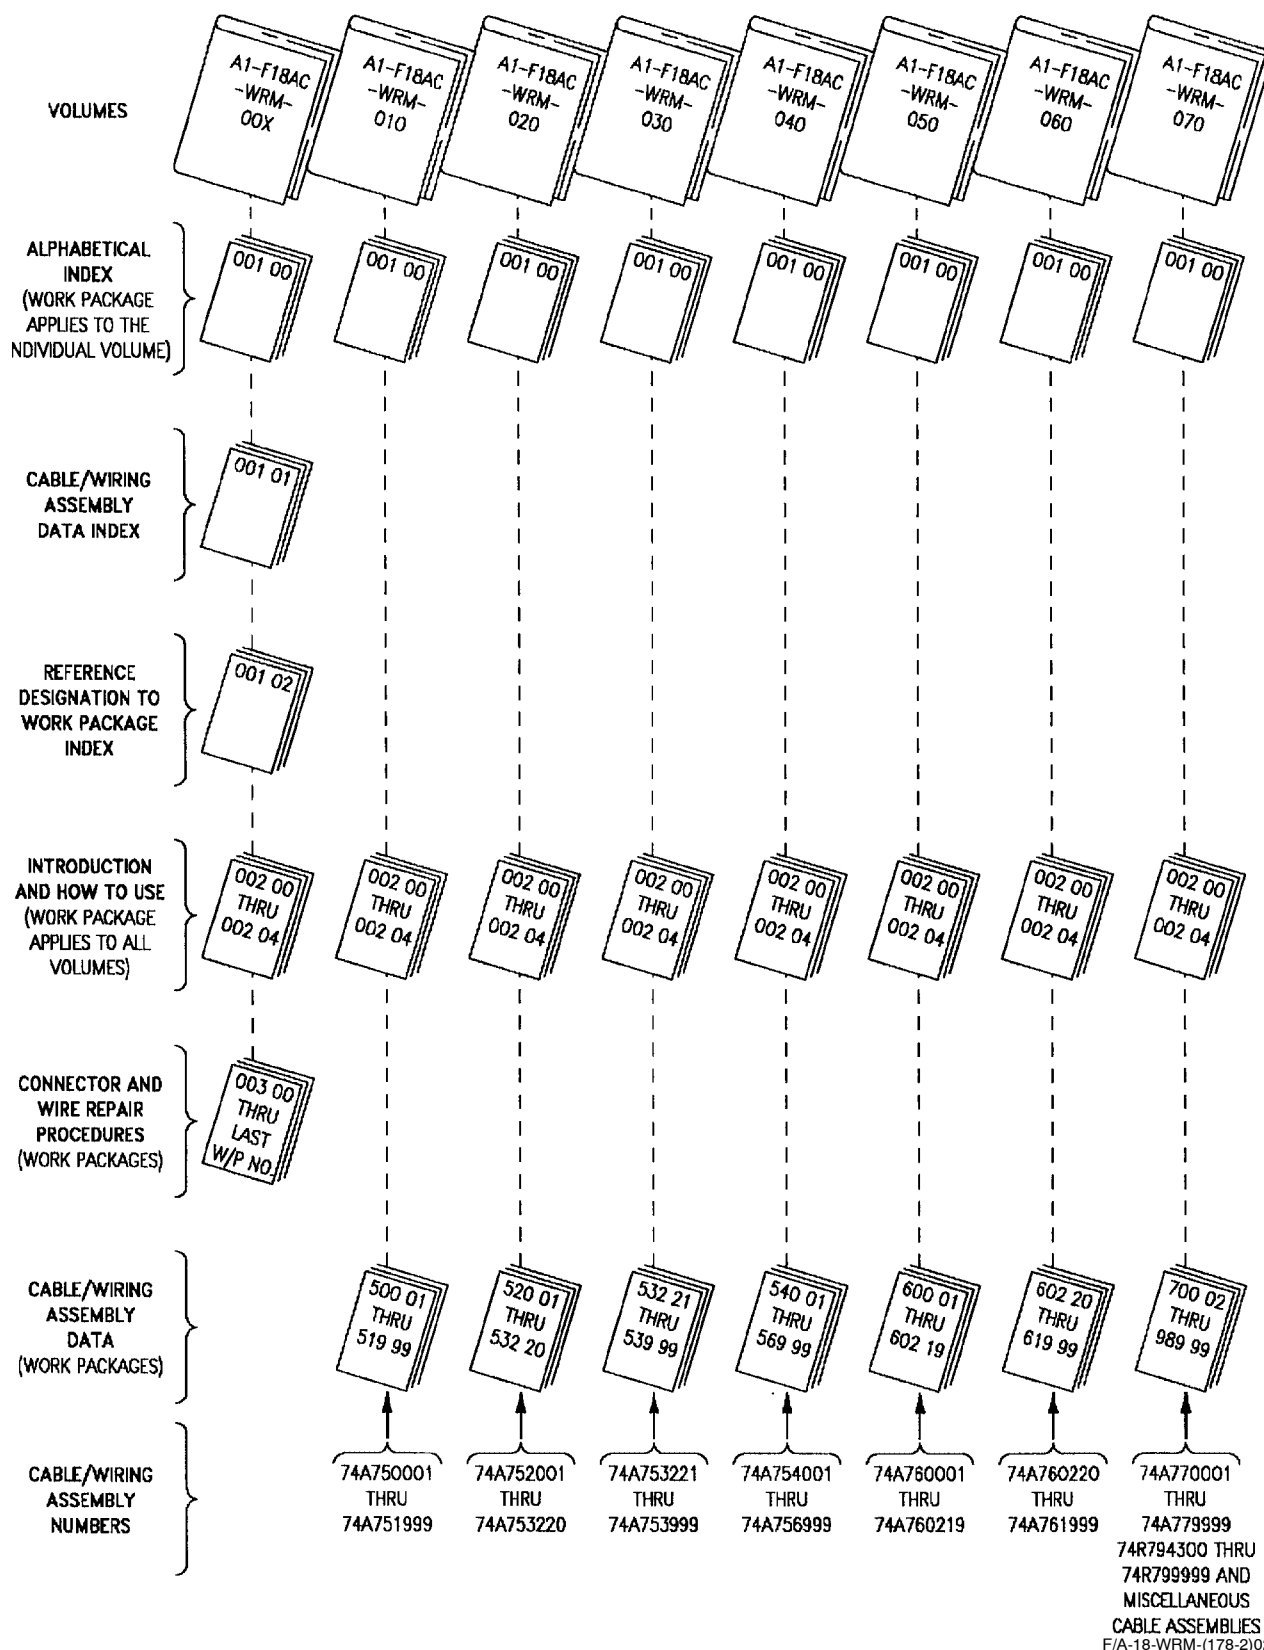 VOLUMES
A1-F18AC
-WRM-
00X
A1-F18AC
-WRM-
010
A1-F18AC
-WRM-
020
A1-F18AC
-WRM-
030
A1-F18AC
-WRM-
040
A1-F18AC
-WRM-
050
A1-F18AC
-WRM-
060
A1-F18AC
-WRM-
070
ALPHABETICAL
INDEX
(WORK PACKAGE
APPLIES TO THE
NDIVIDUAL VOLUME)
001 00
001 00
001 00
001 00
001 00
001 00
001 00
001 00
CABLE/WIRING
ASSEMBLY
DATA INDEX
001 01
REFERENCE
DESIGNATION TO
WORK PACKAGE
INDEX
001 02
INTRODUCTION
AND HOW TO USE
(WORK PACKAGE
APPLIES TO ALL
VOLUMES)
002 00
THRU
002 04
002 00
THRU
002 04
002 00
THRU
002 04
002 00
THRU
002 04
002 00
THRU
002 04
002 00
THRU
002 04
002 00
THRU
002 04
002 00
THRU
002 04
CONNECTOR AND
WIRE REPAIR
PROCEDURES
(WORK PACKAGES)
003 00
THRU
LAST
W/P NO.
CABLE/WIRING
ASSEMBLY
DATA
(WORK PACKAGES)
500 01
THRU
519 99
520 01
THRU
532 20
532 21
THRU
539 99
540 01
THRU
569 99
600 01
THRU
602 19
602 20
THRU
619 99
700 02
THRU
989 99
CABLE/WIRING
ASSEMBLY
NUMBERS
74A750001
THRU
74A751999
74A752001
THRU
74A753220
74A753221
THRU
74A753999
74A754001
THRU
74A756999
74A760001
THRU
74A760219
74A760220
THRU
74A761999
74A770001
THRU
74A779999
74R794300 THRU
74R799999 AND
MISCELLANEOUS
CABLE ASSEMBLIES
F/A-18-WRM-(178-2)0